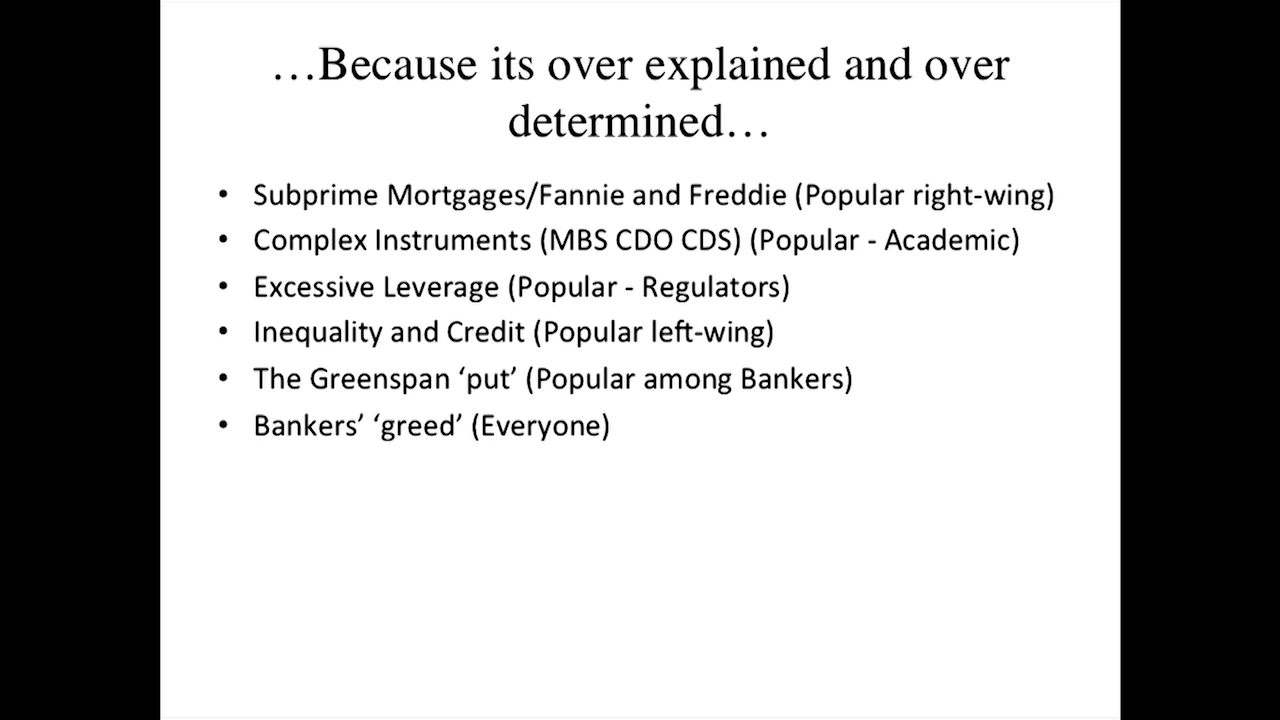 …Because its over explained and over
determined…
• Subprime Mortgages/Fannie and Freddie (Popular right-wing)
• Complex Instruments (MBS CDO CDS) (Popular - Academic)
• Excessive Leverage (Popular - Regulators)
• Inequality and Credit (Popular left-wing)
• The Greenspan ‘put’ (Popular among Bankers)
• Bankers’ ‘greed’ (Everyone)